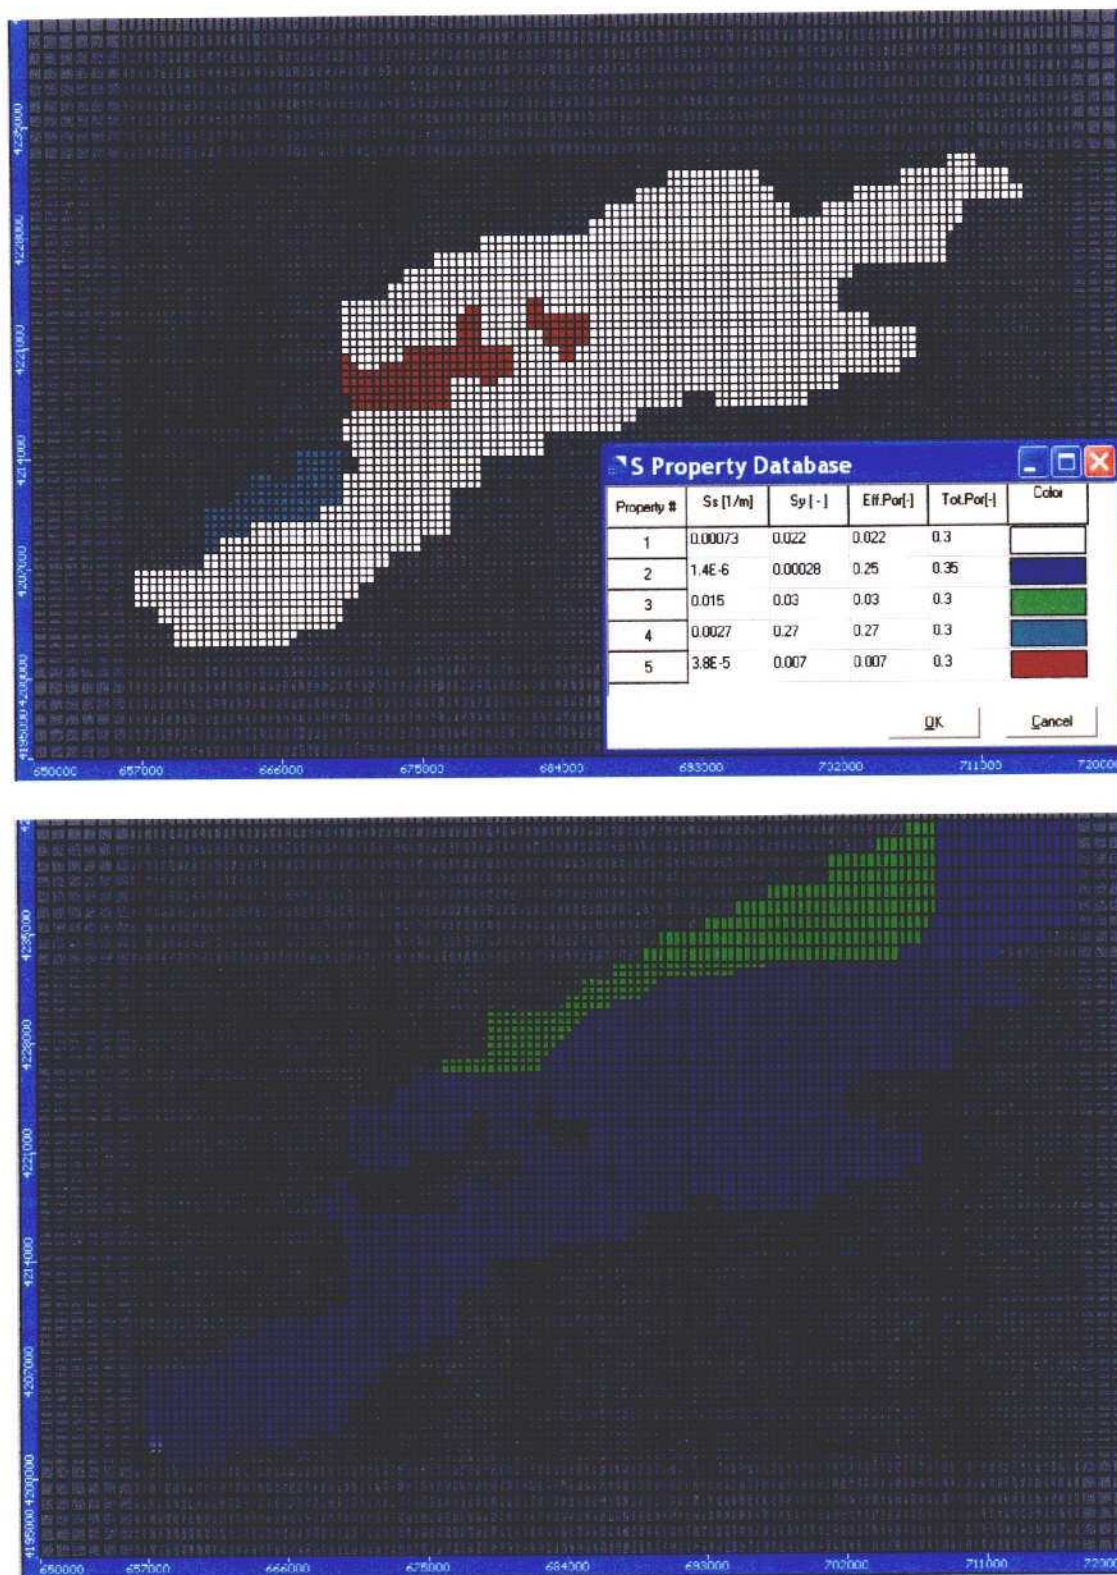 4235000
4228000
4221000
4214000
4207000
4200000
4195000
S Property Database
Property # Ss [1/m] Sy [-] Eff.Por[-] Tot.Por[-] Color
1 0.00073 0.022 0.022 0.3
2 1.4E-6 0.00028 0.25 0.35
3 0.015 0.03 0.03 0.3
4 0.0027 0.27 0.27 0.3
5 3.8E-5 0.007 0.007 0.3
OK Cancel
650000 657000 666000 675000 684000 693000 702000 711000 720000
4235000
4228000
4221000
4214000
4207000
4200000
4195000
650000 657000 666000 675000 684000 693000 702000 711000